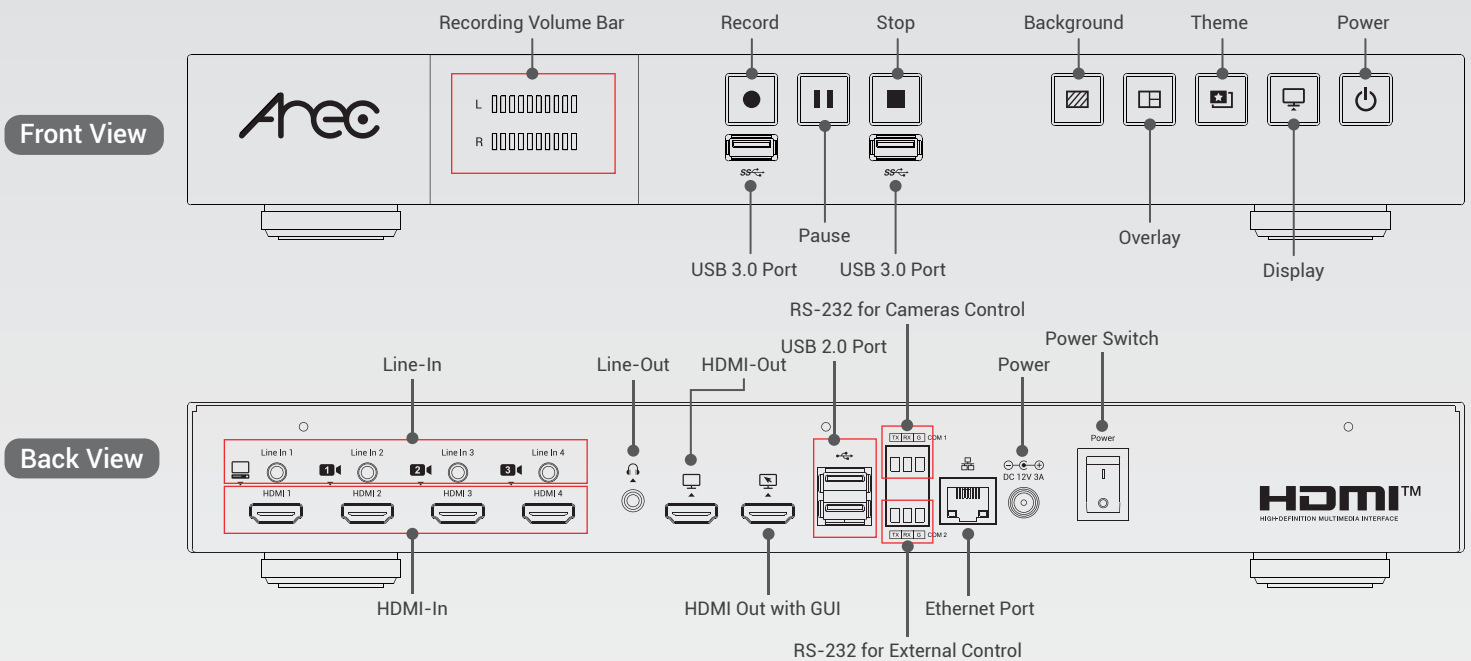 Recording Volume Bar
Record
Stop
Background
Theme
Power
Front View
Arec
L
R
SS
SS
Pause
Overlay
USB 3.0 Port
USB 3.0 Port
Display
RS-232 for Cameras Control
USB 2.0 Port
Power Switch
Line-In
Line-Out
HDMI-Out
Power
Back View
Line In 1
Line In 2
Line In 3
Line In 4
1
2
3
HDMI 1
HDMI 2
HDMI 3
HDMI 4
TX RX G COM 1
Power
DC 12V 3A
HDMI™
HIGH-DEFINITION MULTIMEDIA INTERFACE
TX RX G COM 2
HDMI-In
HDMI Out with GUI
Ethernet Port
RS-232 for External Control